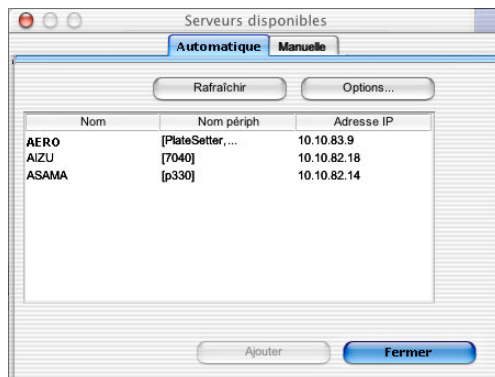 Serveurs disponibles
Automatique Manuelle
Rafraîchir Options...
Nom Nom périph Adresse IP
AERO [PlateSetter,... 10.10.83.9
AIZU [7040] 10.10.82.18
ASAMA [p330] 10.10.82.14
Ajouter Fermer